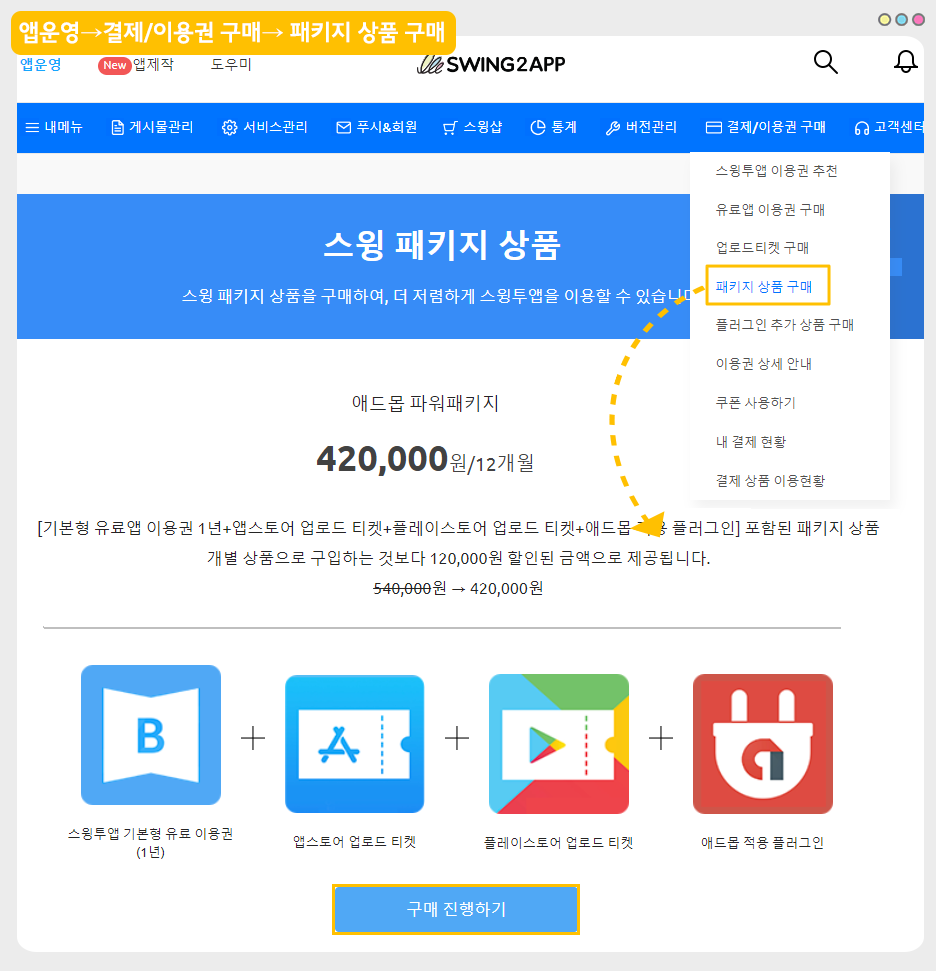 앱운영→결제/이용권 구매→ 패키지 상품 구매
앱운영 New 앱제작 도우미 SWING2APP
내메뉴 게시물관리 서비스관리 푸시&회원 스윙샵 통계 버전관리 결제/이용권 구매 고객센터
스윙투앱 이용권 추천
유료앱 이용권 구매
업로드티켓 구매
패키지 상품 구매
플러그인 추가 상품 구매
이용권 상세 안내
쿠폰 사용하기
내 결제 현황
결제 상품 이용현황
스윙 패키지 상품
스윙 패키지 상품을 구매하여, 더 저렴하게 스윙투앱을 이용할 수 있습니다
애드몹 파워패키지
420,000원/12개월
[기본형 유료앱 이용권 1년+앱스토어 업로드 티켓+플레이스토어 업로드 티켓+애드몹 적용 플러그인] 포함된 패키지 상품
개별 상품으로 구입하는 것보다 120,000원 할인된 금액으로 제공됩니다.
540,000원 → 420,000원
B
스윙투앱 기본형 유료 이용권
(1년)
앱스토어 업로드 티켓
플레이스토어 업로드 티켓
애드몹 적용 플러그인
구매 진행하기